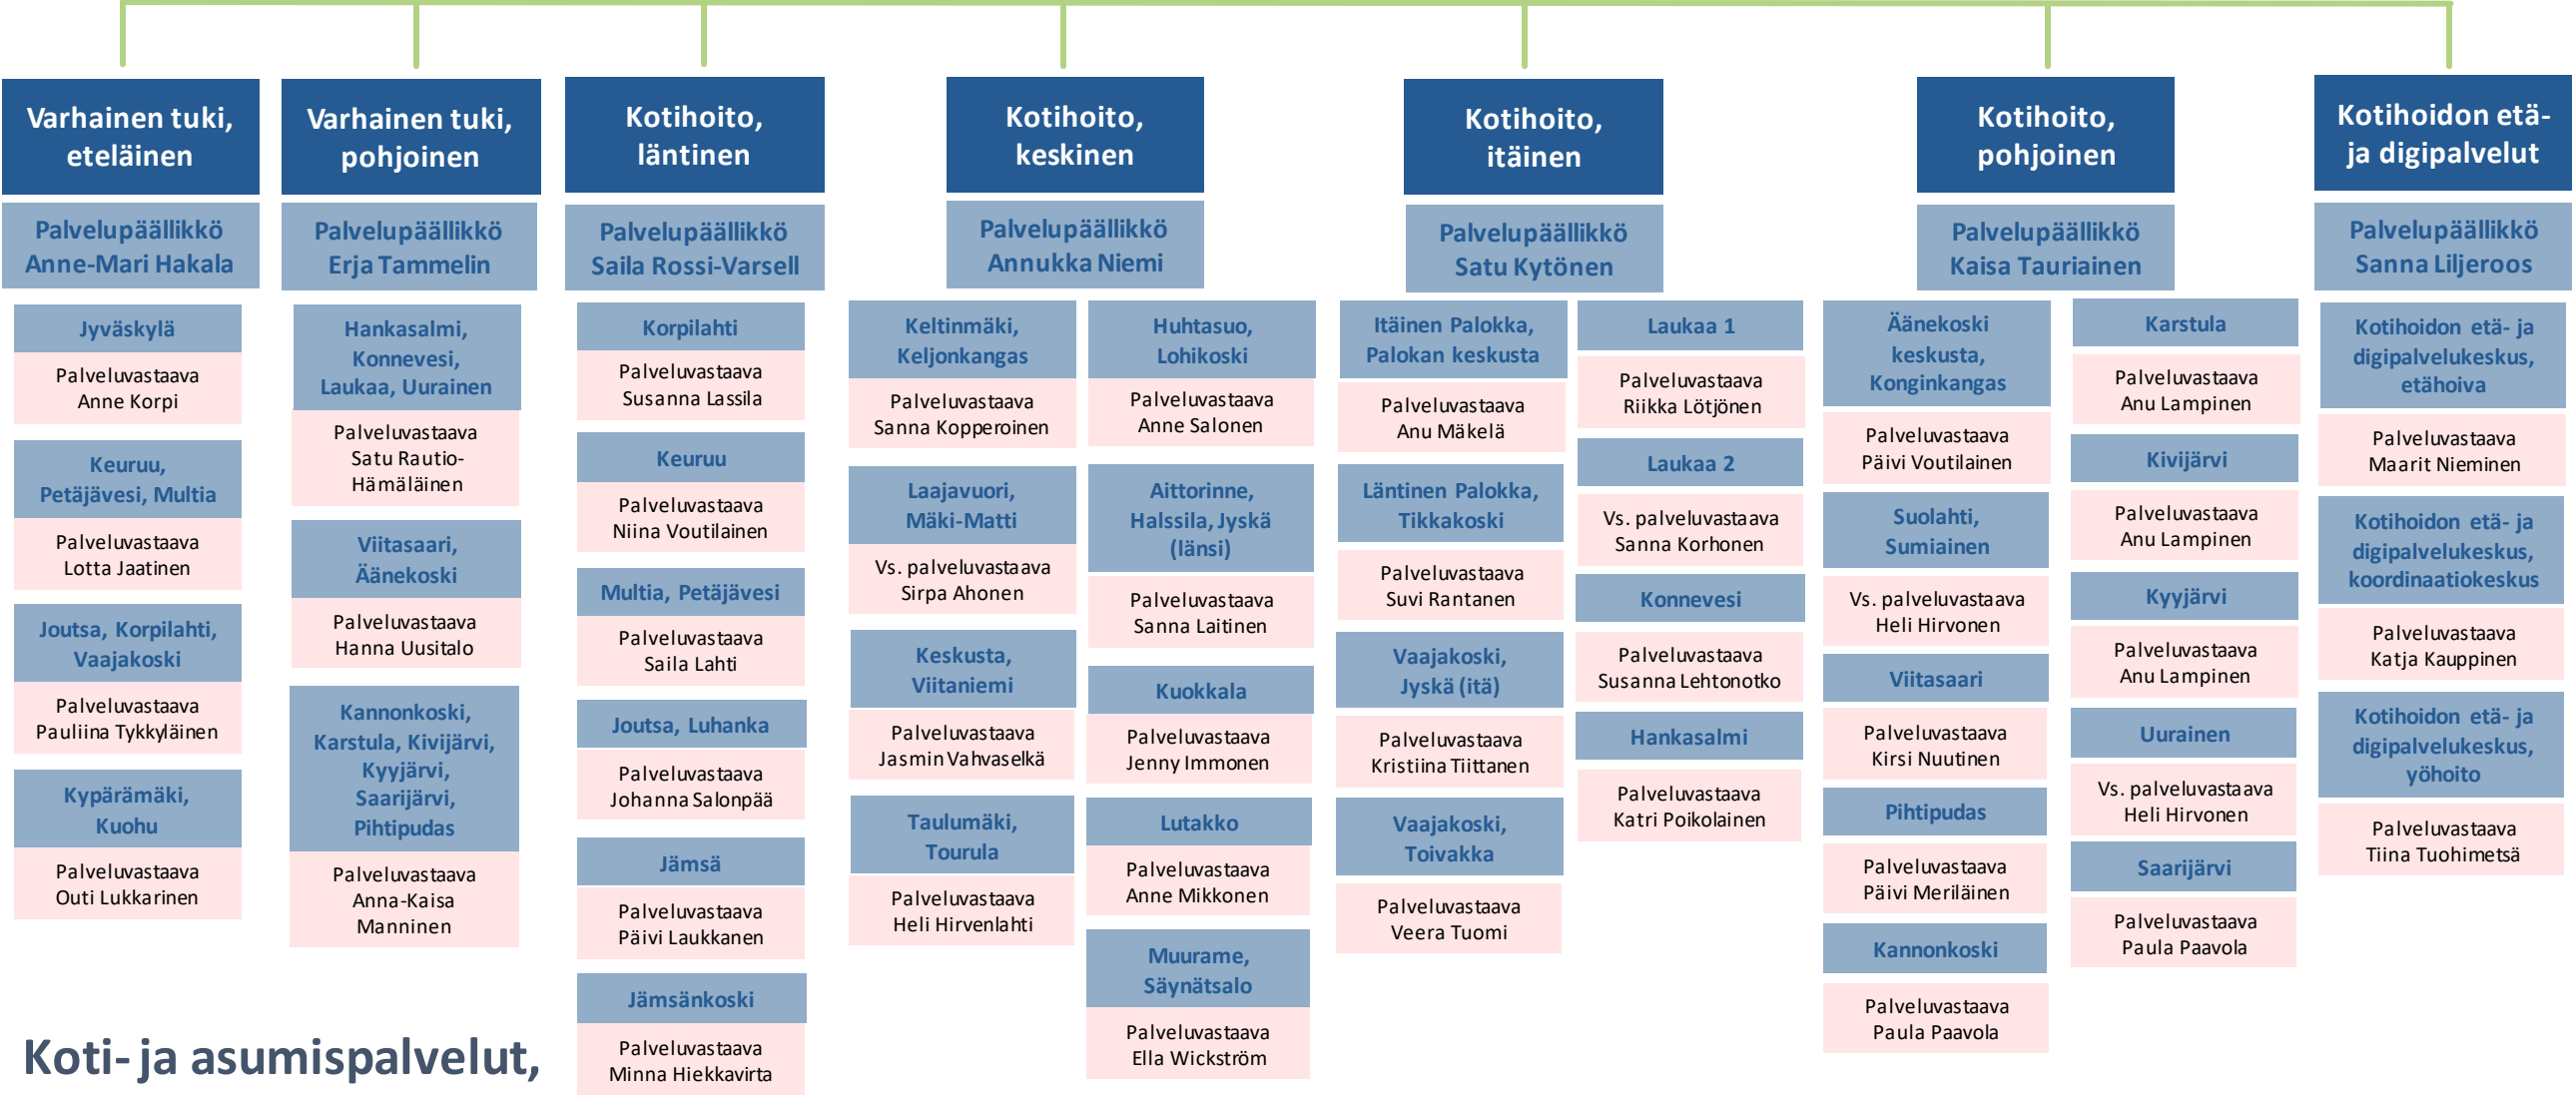 Varhainen tuki,
eteläinen
Palvelupäällikkö
Anne-Mari Hakala
Jyväskylä
Palveluvastaava
Anne Korpi
Keuruu,
Petäjävesi, Multia
Palveluvastaava
Lotta Jaatinen
Joutsa, Korpilahti,
Vaajakoski
Palveluvastaava
Pauliina Tykkyläinen
Kypärämäki,
Kuohu
Palveluvastaava
Outi Lukkarinen
Varhainen tuki,
pohjoinen
Palvelupäällikkö
Erja Tammelin
Hankasalmi,
Konnevesi,
Laukaa, Uurainen
Palveluvastaava
Satu Rautio-
Hämäläinen
Viitasaari,
Äänekoski
Palveluvastaava
Hanna Uusitalo
Kannonkoski,
Karstula, Kivijärvi,
Kyyjärvi,
Saarijärvi,
Pihtipudas
Palveluvastaava
Anna-Kaisa
Manninen
Kotihoito,
läntinen
Palvelupäällikkö
Saila Rossi-Varsell
Korpilahti
Palveluvastaava
Susanna Lassila
Keuruu
Palveluvastaava
Niina Voutilainen
Multia, Petäjävesi
Palveluvastaava
Saila Lahti
Joutsa, Luhanka
Palveluvastaava
Johanna Salonpää
Jämsä
Palveluvastaava
Päivi Laukkanen
Jämsänkoski
Palveluvastaava
Minna Hiekkavirta
Kotihoito,
keskinen
Palvelupäällikkö
Annukka Niemi
Keltinmäki,
Keljonkangas
Palveluvastaava
Sanna Kopperoinen
Laajavuori,
Mäki-Matti
Vs. palveluvastaava
Sirpa Ahonen
Keskusta,
Viitaniemi
Palveluvastaava
Jasmin Vahvaselkä
Taulumäki,
Tourula
Palveluvastaava
Heli Hirvenlahti
Huhtasuo,
Lohikoski
Palveluvastaava
Anne Salonen
Aittorinne,
Halssila, Jyskä
(länsi)
Palveluvastaava
Sanna Laitinen
Kuokkala
Palveluvastaava
Jenny Immonen
Lutakko
Palveluvastaava
Anne Mikkonen
Muurame,
Säynätsalo
Palveluvastaava
Ella Wickström
Kotihoito,
itäinen
Palvelupäällikkö
Satu Kytönen
Itäinen Palokka,
Palokan keskusta
Palveluvastaava
Anu Mäkelä
Läntinen Palokka,
Tikkakoski
Palveluvastaava
Suvi Rantanen
Vaajakoski,
Jyskä (itä)
Palveluvastaava
Kristiina Tiittanen
Vaajakoski,
Toivakka
Palveluvastaava
Veera Tuomi
Laukaa 1
Palveluvastaava
Riikka Lötjönen
Laukaa 2
Vs. palveluvastaava
Sanna Korhonen
Konnevesi
Palveluvastaava
Susanna Lehtonotko
Hankasalmi
Palveluvastaava
Katri Poikolainen
Kotihoito,
pohjoinen
Palvelupäällikkö
Kaisa Tauriainen
Äänekoski
keskusta,
Konginkangas
Palveluvastaava
Päivi Voutilainen
Suolahti,
Sumiainen
Vs. palveluvastaava
Heli Hirvonen
Viitasaari
Palveluvastaava
Kirsi Nuutinen
Pihtipudas
Palveluvastaava
Päivi Meriläinen
Kannonkoski
Palveluvastaava
Paula Paavola
Karstula
Palveluvastaava
Anu Lampinen
Kivijärvi
Palveluvastaava
Anu Lampinen
Kyyjärvi
Palveluvastaava
Anu Lampinen
Uurainen
Vs. palveluvastaava
Heli Hirvonen
Saarijärvi
Palveluvastaava
Paula Paavola
Kotihoidon etä-
ja digipalvelut
Palvelupäällikkö
Sanna Liljeroos
Kotihoidon etä- ja
digipalvelukeskus,
etähoiva
Palveluvastaava
Maarit Nieminen
Kotihoidon etä- ja
digipalvelukeskus,
koordinaatiokeskus
Palveluvastaava
Katja Kauppinen
Kotihoidon etä- ja
digipalvelukeskus,
yöhoito
Palveluvastaava
Tiina Tuohimetsä
Koti- ja asumispalvelut,